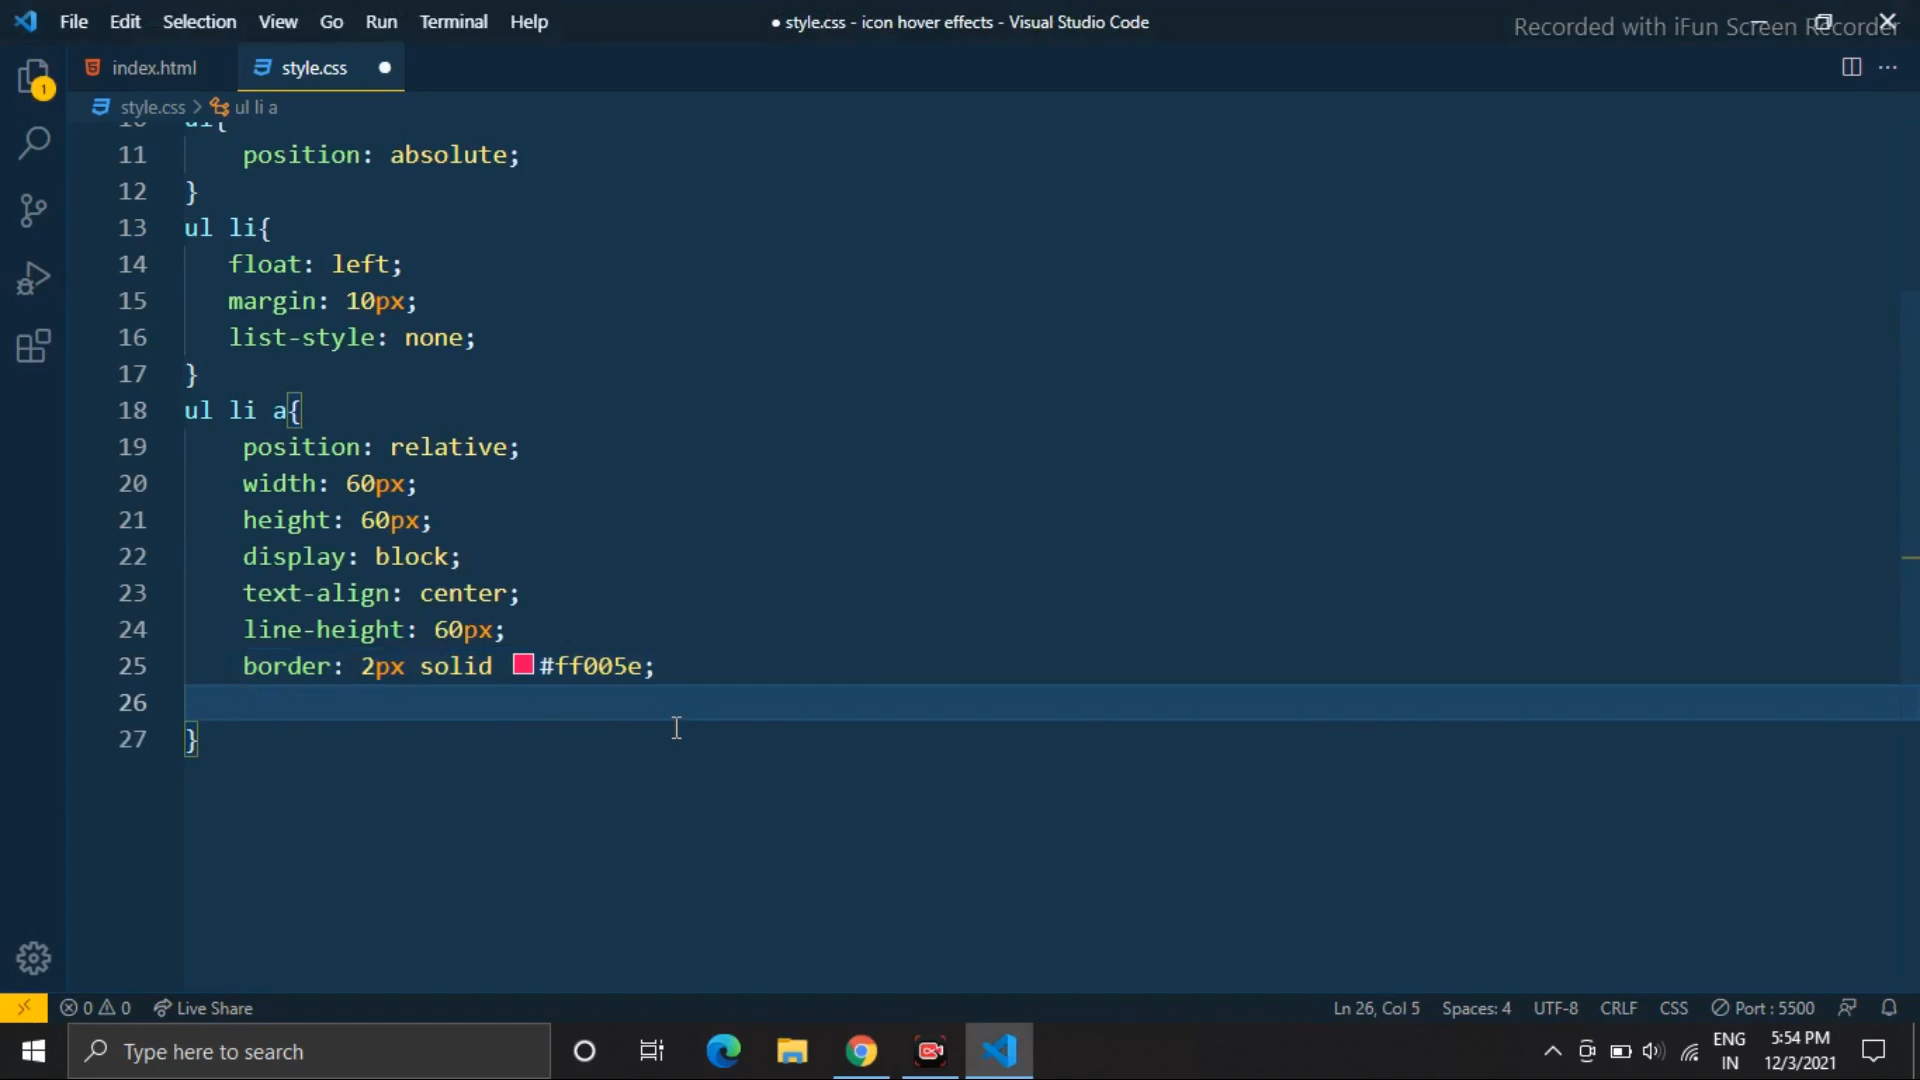 File Edit Selection View Go Run Terminal Help
● style.css - icon hover effects - Visual Studio Code
Recorded with iFun Screen Recorder
index.html
style.css ●
style.css > ul li a
1
10 ul{
11 position: absolute;
12 }
13 ul li{
14 float: left;
15 margin: 10px;
16 list-style: none;
17 }
18 ul li a{
19 position: relative;
20 width: 60px;
21 height: 60px;
22 display: block;
23 text-align: center;
24 line-height: 60px;
25 border: 2px solid #ff005e;
26
27 }
0 0 Live Share
Ln 26, Col 5 Spaces: 4 UTF-8 CRLF CSS Port : 5500
Type here to search
ENG
IN
5:54 PM
12/3/2021